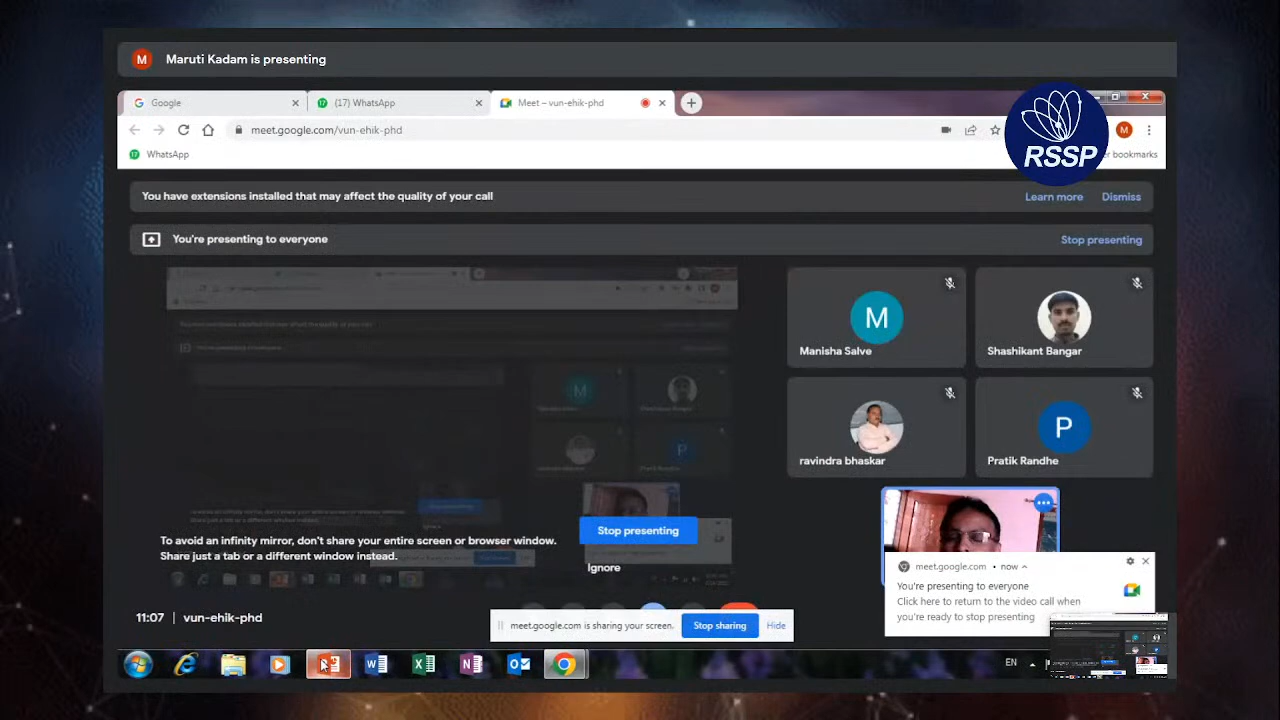 M Maruti Kadam is presenting
Google
(17) WhatsApp
Meet – vun-ehik-phd
meet.google.com/vun-ehik-phd
M
WhatsApp
bookmarks
RSSP
You have extensions installed that may affect the quality of your call
Learn more
Dismiss
You're presenting to everyone
Stop presenting
M
Manisha Salve
Shashikant Bangar
ravindra bhaskar
P
Pratik Randhe
Stop presenting
To avoid an infinity mirror, don't share your entire screen or browser window.
Share just a tab or a different window instead.
Ignore
meet.google.com • now
You're presenting to everyone
Click here to return to the video call when
you're ready to stop presenting
11:07 | vun-ehik-phd
meet.google.com is sharing your screen.
Stop sharing
Hide
EN